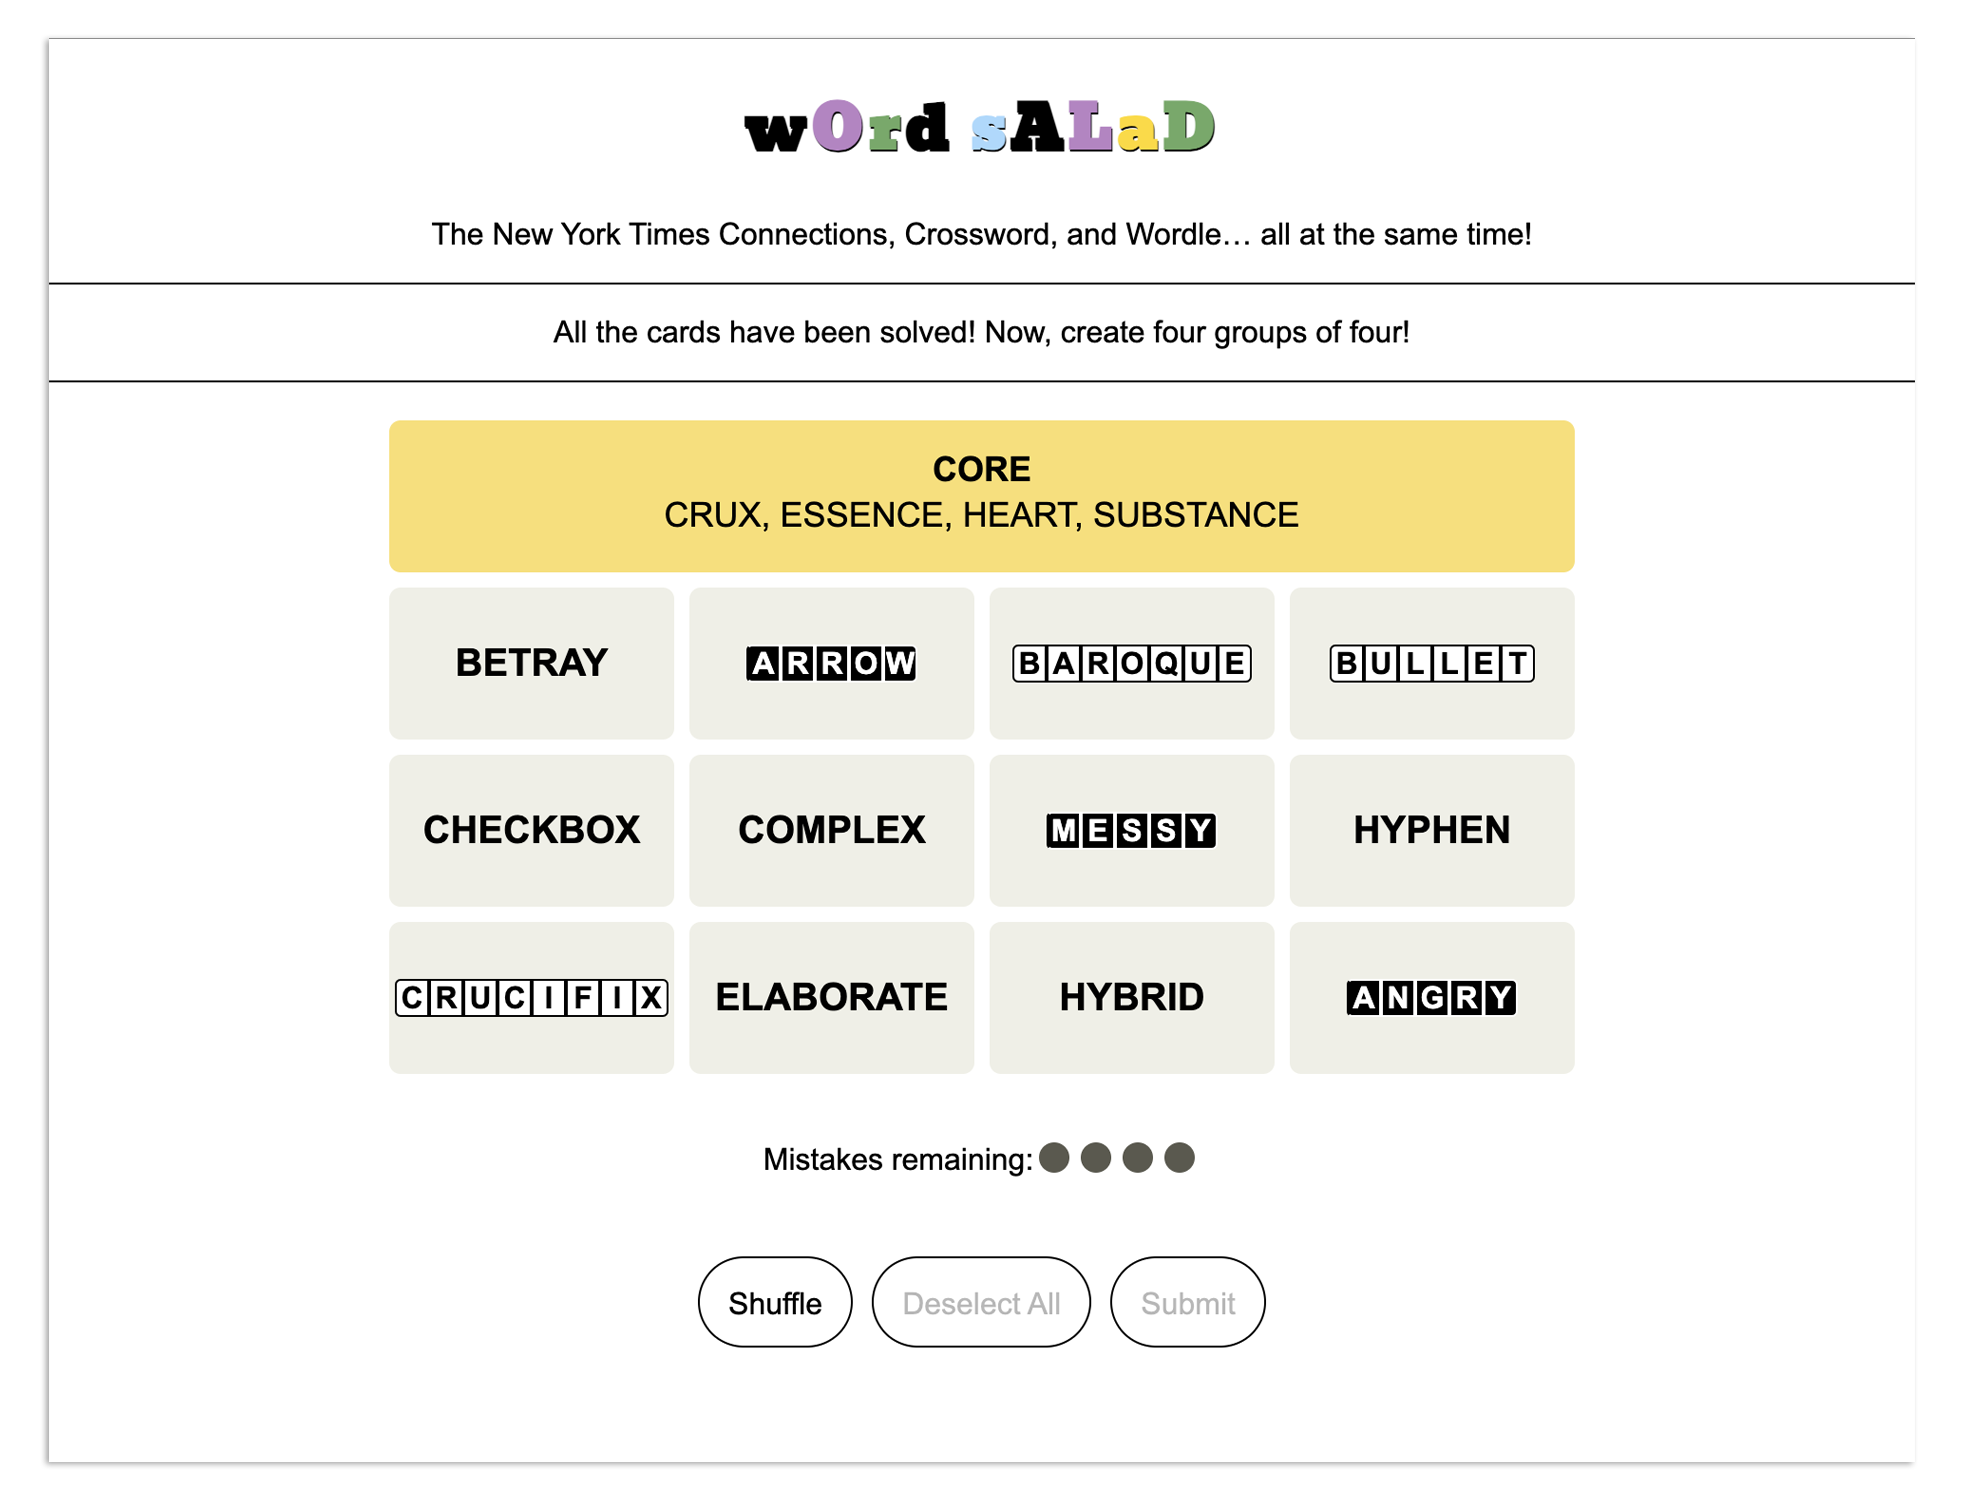 wOrd sALaD
The New York Times Connections, Crossword, and Wordle… all at the same time!
All the cards have been solved! Now, create four groups of four!
CORE
CRUX, ESSENCE, HEART, SUBSTANCE
BETRAY ARROW BAROQUE BULLET
CHECKBOX COMPLEX MESSY HYPHEN
CRUCIFIX ELABORATE HYBRID ANGRY
Mistakes remaining:
Shuffle Deselect All Submit